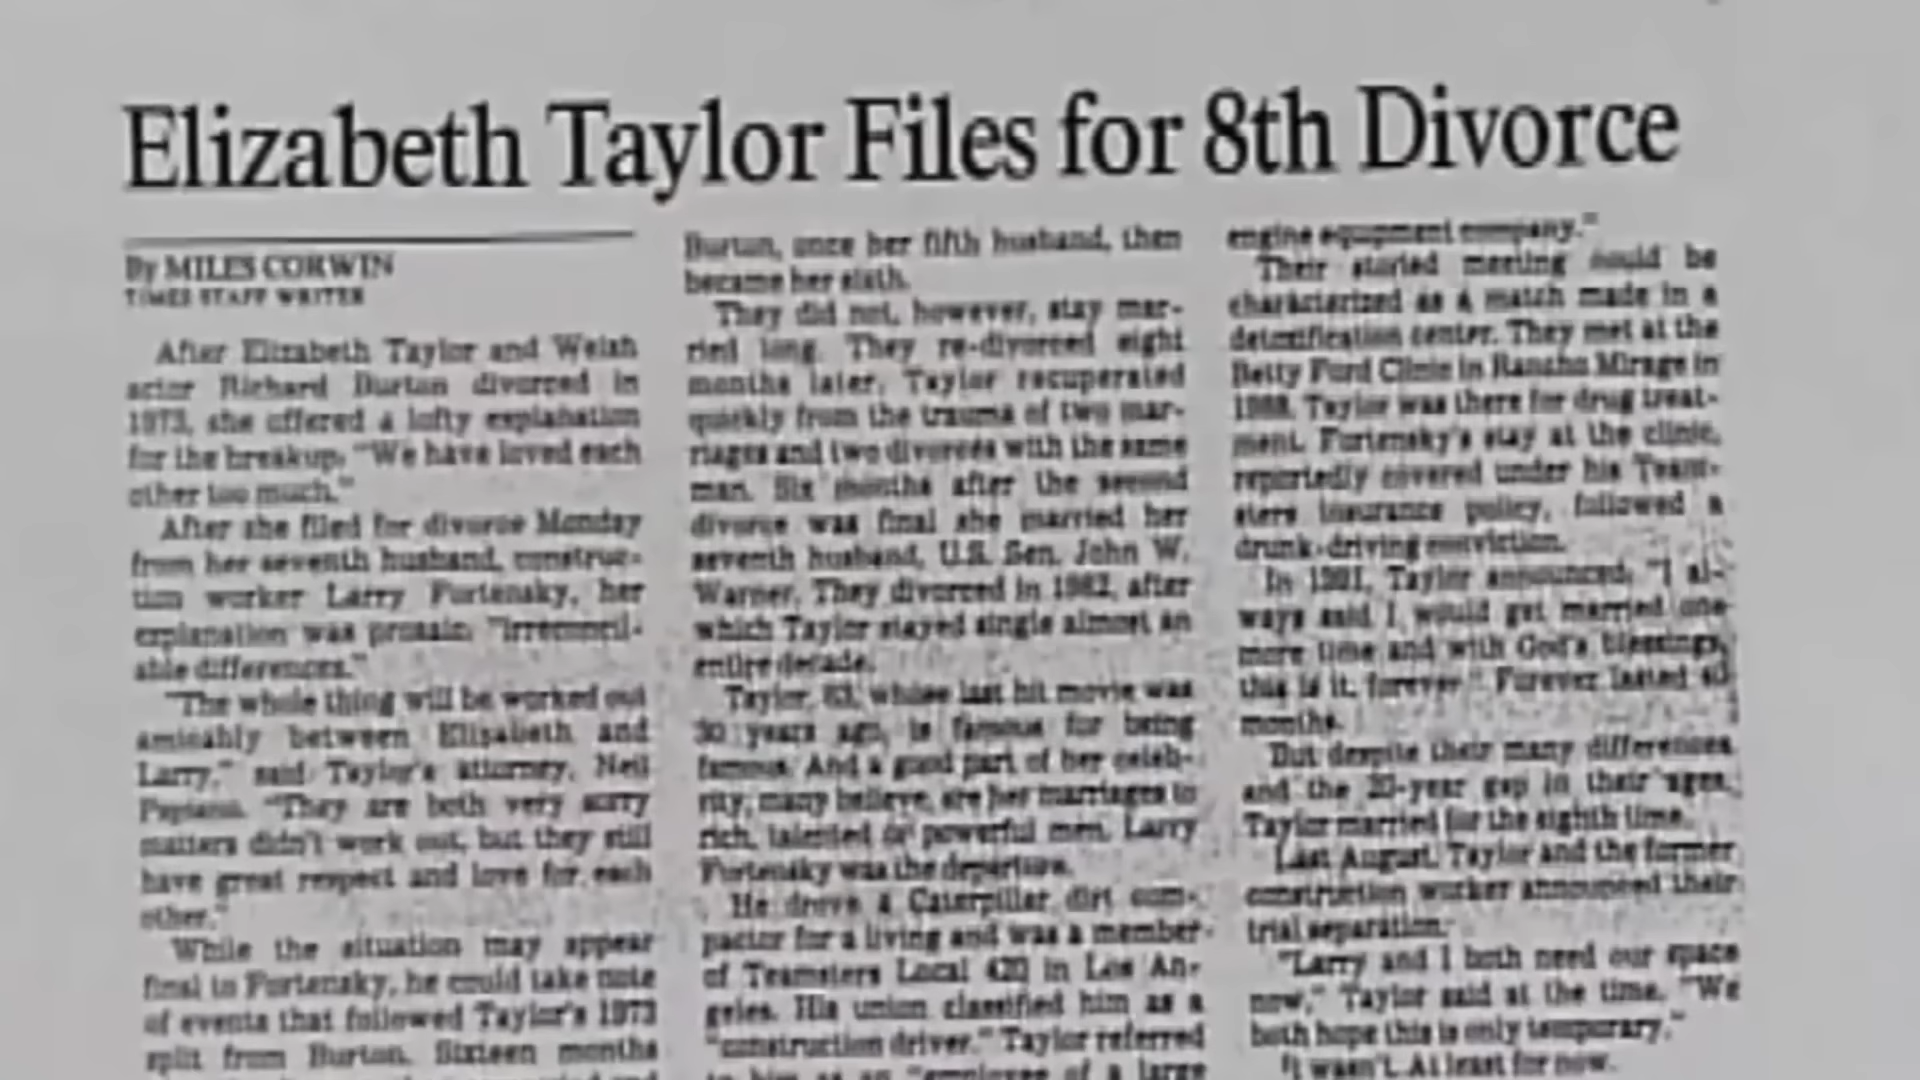 Elizabeth Taylor Files for 8th Divorce
By MILES CORWIN
TIMES STAFF WRITER
After Elizabeth Taylor and Welsh
actor Richard Burton divorced in
1973, she offered a lofty explanation
for the breakup: "We have loved each
other too much."
After she filed for divorce Monday
from her seventh husband, construc-
tion worker Larry Fortensky, her
explanation was prosaic: "irreconcil-
able differences."
"The whole thing will be worked out
amicably between Elizabeth and
Larry," said Taylor's attorney, Neil
Papiano. "They are both very sorry
matters didn't work out, but they still
have great respect and love for each
other."
While the situation may appear
final to Fortensky, he could take note
of events that followed Taylor's 1973
split from Burton. Sixteen months
Burton, once her fifth husband, then
became her sixth.
They did not, however, stay mar-
ried long. They re-divorced eight
months later. Taylor recuperated
quickly from the trauma of two mar-
riages and two divorces with the same
man. Six months after the second
divorce was final she married her
seventh husband, U.S. Sen. John W.
Warner. They divorced in 1982, after
which Taylor stayed single almost an
entire decade.
Taylor, 63, whose last hit movie was
30 years ago, is famous for being
famous. And a good part of her celeb-
rity, many believe, are her marriages to
rich, talented or powerful men. Larry
Fortensky was the departure.
He drove a Caterpillar dirt com-
pactor for a living and was a member
of Teamsters Local 420 in Los An-
geles. His union classified him as a
"construction driver." Taylor referred
to him as an "employee of a large
engine equipment company."
Their storied meeting could be
characterized as a match made in a
detoxification center. They met at the
Betty Ford Clinic in Rancho Mirage in
1988. Taylor was there for drug treat-
ment. Fortensky's stay at the clinic,
reportedly covered under his Team-
sters insurance policy, followed a
drunk-driving conviction.
In 1991, Taylor announced: "I al-
ways said I would get married one
more time and with God's blessings,
this is it, forever." Forever lasted
months.
But despite their many differences
and the 20-year gap in their ages,
Taylor married for the eighth time.
Last August, Taylor and the former
construction worker announced their
trial separation.
"Larry and I both need our space
now," Taylor said at the time. "We
both hope this is only temporary."
It wasn't. At least for now.